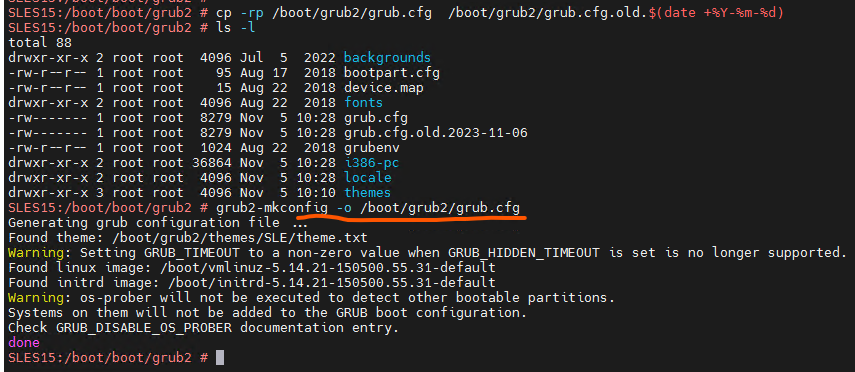 SLES15:/boot/boot/grub2 #
SLES15:/boot/boot/grub2 # cp -rp /boot/grub2/grub.cfg  /boot/grub2/grub.cfg.old.$(date +%Y-%m-%d)
SLES15:/boot/boot/grub2 # ls -l
total 88
drwxr-xr-x 2 root root  4096 Jul  5  2022 backgrounds
-rw-r--r-- 1 root root    95 Aug 17  2018 bootpart.cfg
-rw-r--r-- 1 root root    15 Aug 22  2018 device.map
drwxr-xr-x 2 root root  4096 Aug 22  2018 fonts
-rw------- 1 root root  8279 Nov  5 10:28 grub.cfg
-rw------- 1 root root  8279 Nov  5 10:28 grub.cfg.old.2023-11-06
-rw-r--r-- 1 root root  1024 Aug 22  2018 grubenv
drwxr-xr-x 2 root root 36864 Nov  5 10:28 i386-pc
drwxr-xr-x 2 root root  4096 Nov  5 10:28 locale
drwxr-xr-x 3 root root  4096 Nov  5 10:10 themes
SLES15:/boot/boot/grub2 # grub2-mkconfig -o /boot/grub2/grub.cfg
Generating grub configuration file ...
Found theme: /boot/grub2/themes/SLE/theme.txt
Warning: Setting GRUB_TIMEOUT to a non-zero value when GRUB_HIDDEN_TIMEOUT is set is no longer supported.
Found linux image: /boot/vmlinuz-5.14.21-150500.55.31-default
Found initrd image: /boot/initrd-5.14.21-150500.55.31-default
Warning: os-prober will not be executed to detect other bootable partitions.
Systems on them will not be added to the GRUB boot configuration.
Check GRUB_DISABLE_OS_PROBER documentation entry.
done
SLES15:/boot/boot/grub2 #